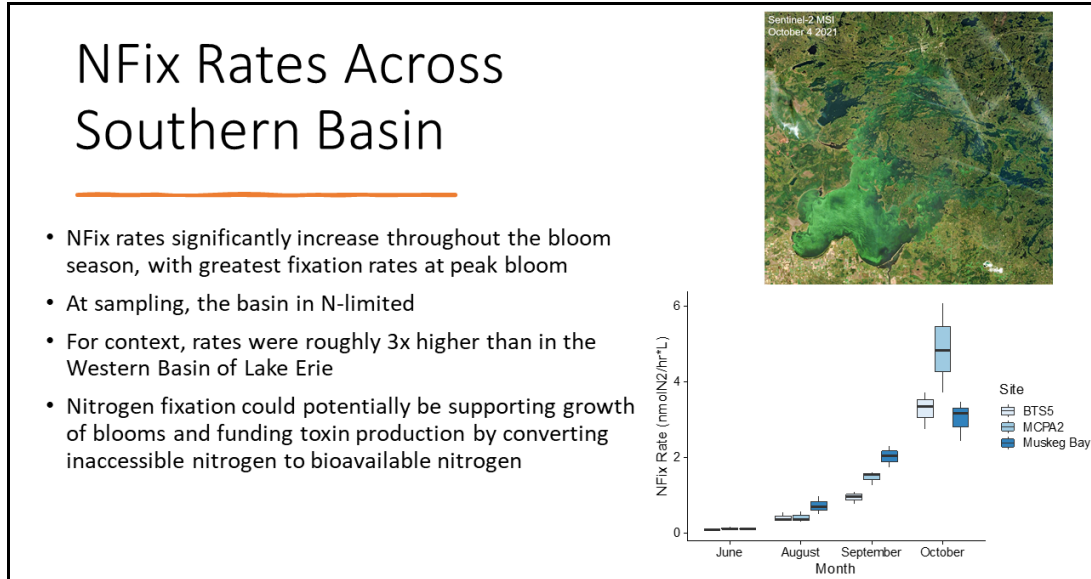 NFix Rates Across
Southern Basin
• NFix rates significantly increase throughout the bloom
season, with greatest fixation rates at peak bloom
• At sampling, the basin in N-limited
• For context, rates were roughly 3x higher than in the
Western Basin of Lake Erie
• Nitrogen fixation could potentially be supporting growth
of blooms and funding toxin production by converting
inaccessible nitrogen to bioavailable nitrogen
Sentinel-2 MSI
October 4 2021
NFix Rate (nmolN2/hr*L)
6
4
2
0
June August September October
Month
Site
BTS5
MCPA2
Muskeg Bay